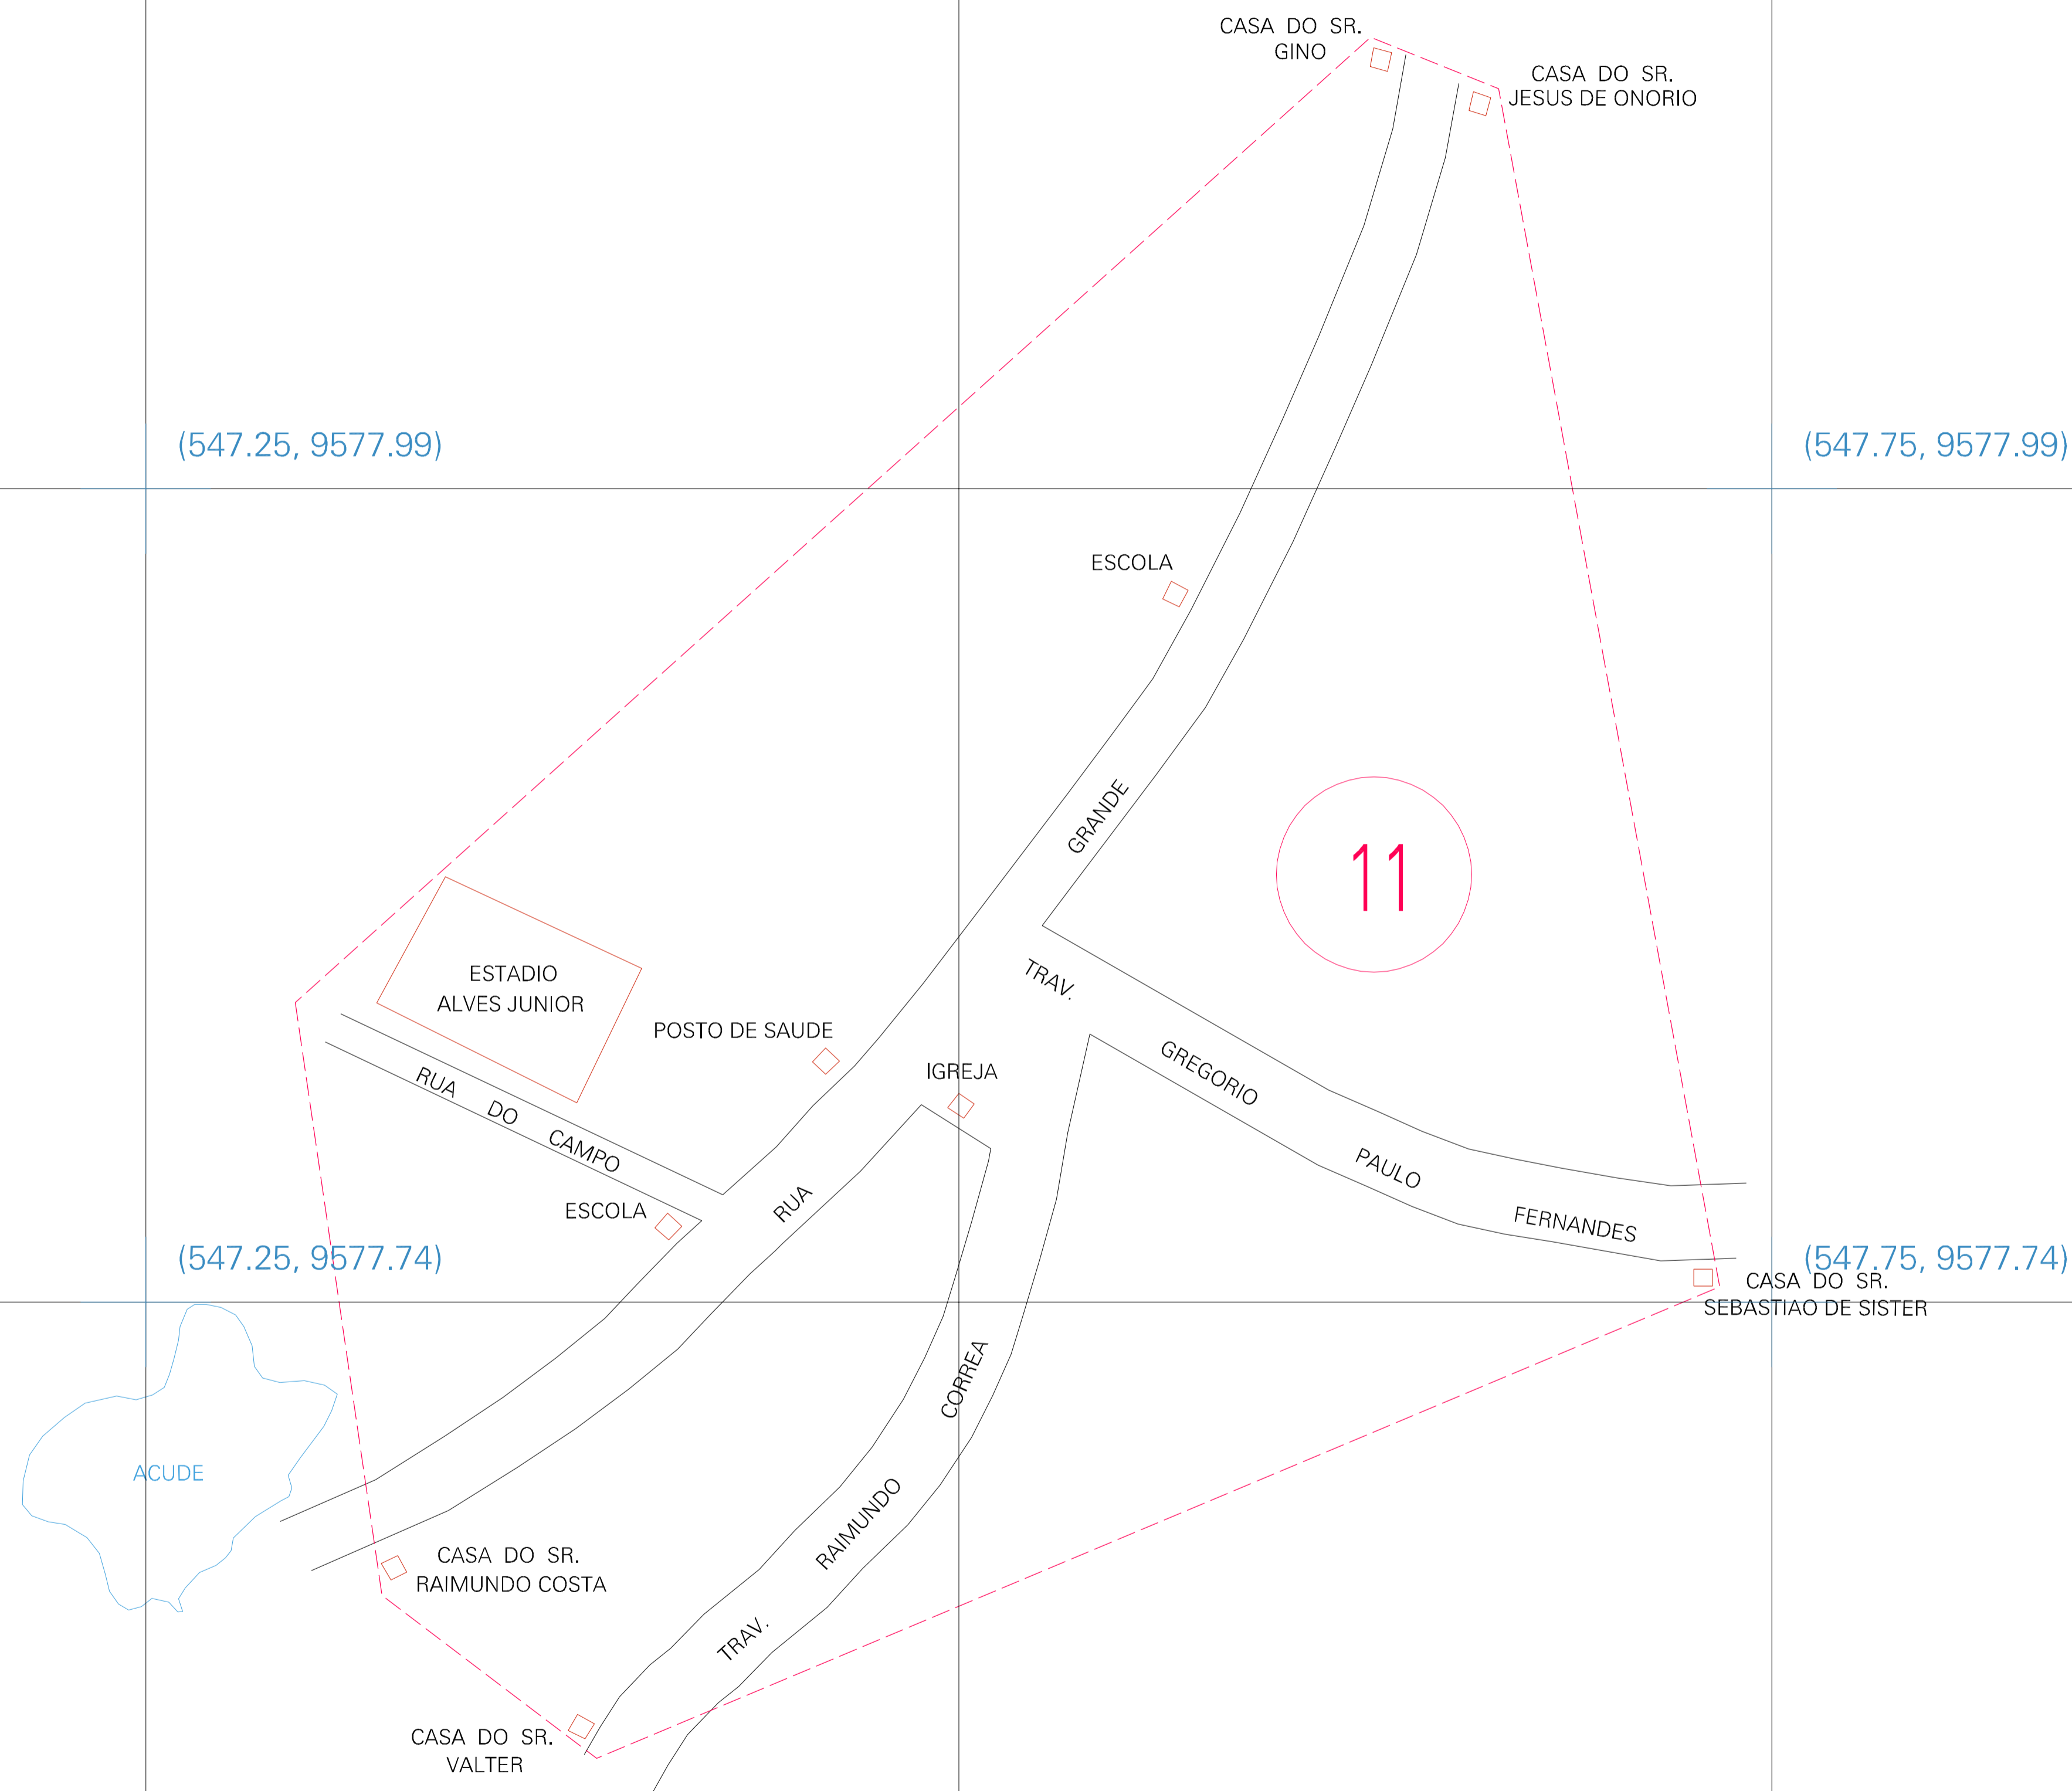 CASA DO SR.
GINO
CASA DO SR.
JESUS DE ONORIO
(547.25, 9577.99)
(547.75, 9577.99)
ESCOLA
GRANDE
11
ESTADIO
ALVES JUNIOR
TRAV.
POSTO DE SAUDE
IGREJA
GREGORIO
RUA DO CAMPO
PAULO
ESCOLA
RUA
FERNANDES
(547.25, 9577.74)
(547.75, 9577.74)
CASA DO SR.
SEBASTIAO DE SISTER
CORREA
ACUDE
RAIMUNDO
CASA DO SR.
RAIMUNDO COSTA
TRAV.
CASA DO SR.
VALTER